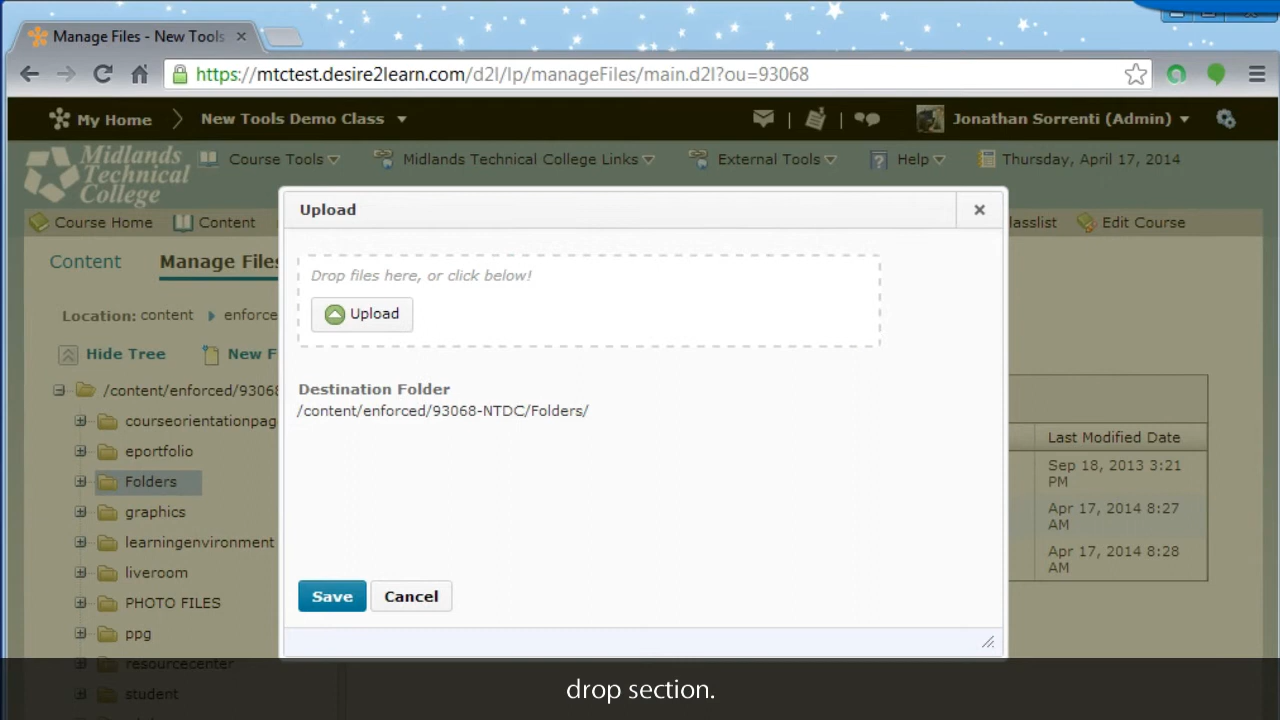 Manage Files - New Tools
https://mtctest.desire2learn.com/d2l/lp/manageFiles/main.d2l?ou=93068
My Home
New Tools Demo Class
Jonathan Sorrenti (Admin)
Midlands
Technical
College
Course Tools
Midlands Technical College Links
External Tools
Help
Thursday, April 17, 2014
Course Home
Content
lasslist
Edit Course
Content
Manage Files
Location: content
enforce
Hide Tree
New F
/content/enforced/93068
courseorientationpag
eportfolio
Folders
graphics
learningenvironment
liveroom
PHOTO FILES
ppg
resourcecenter
student
Upload
Drop files here, or click below!
Upload
Destination Folder
/content/enforced/93068-NTDC/Folders/
Save
Cancel
Last Modified Date
Sep 18, 2013 3:21
PM
Apr 17, 2014 8:27
AM
Apr 17, 2014 8:28
AM
drop section.